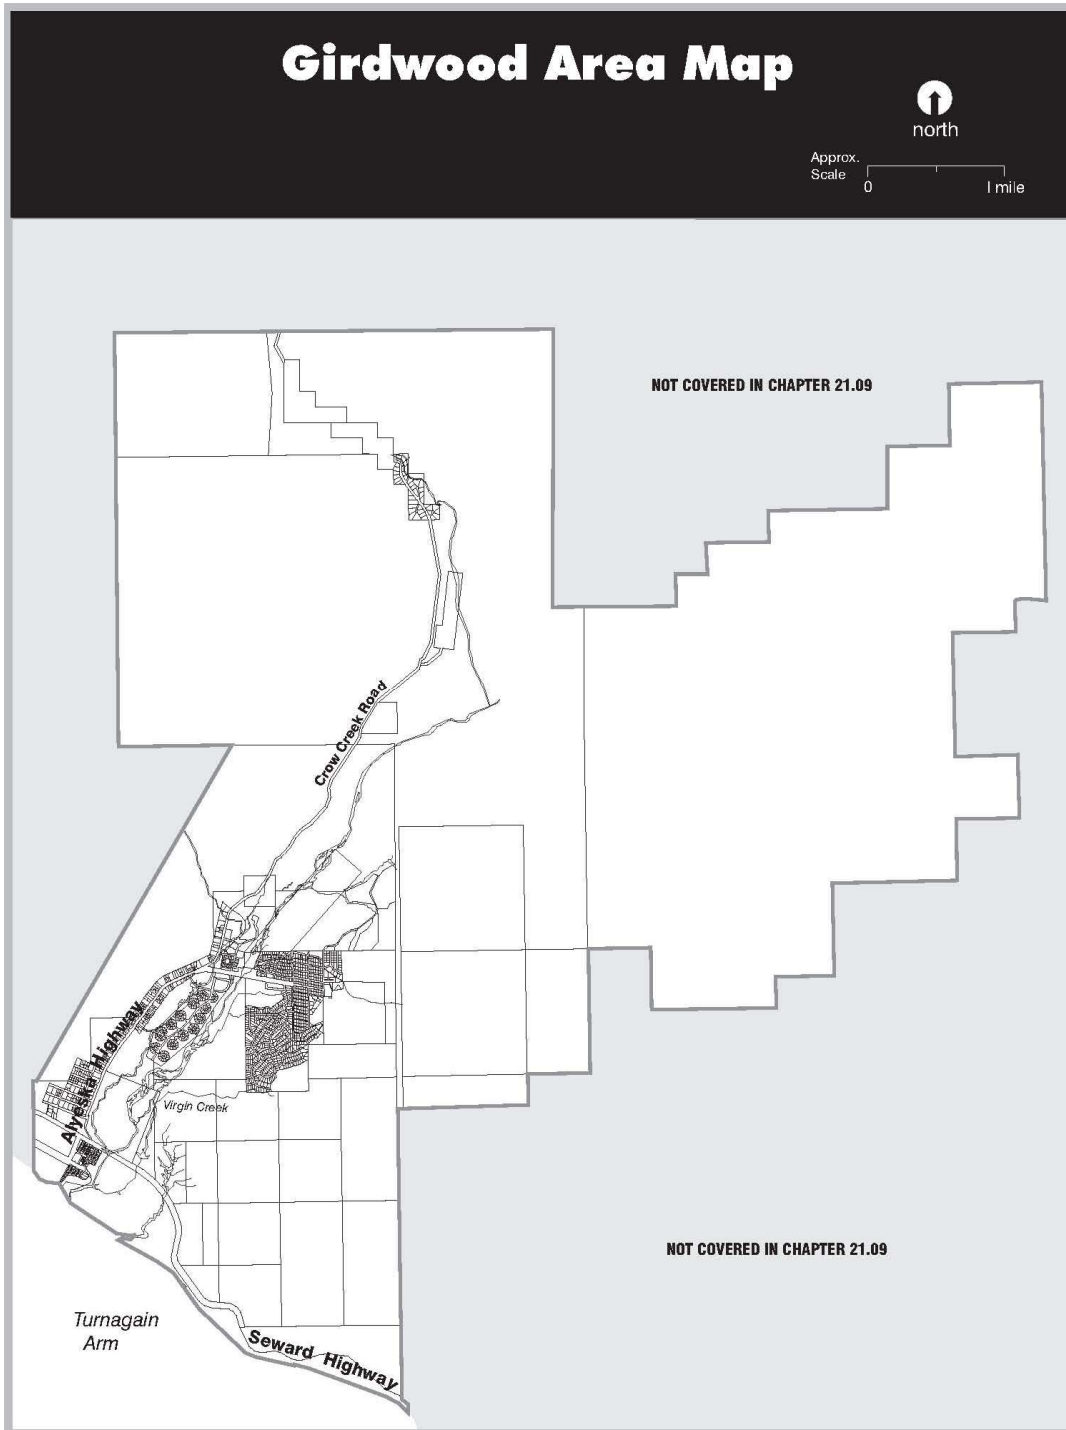 Girdwood Area Map
north
Approx.
Scale
0
1 mile
NOT COVERED IN CHAPTER 21.09
Crow Creek Road
Alyeska Highway
Virgin Creek
NOT COVERED IN CHAPTER 21.09
Turnagain
Arm
Seward Highway